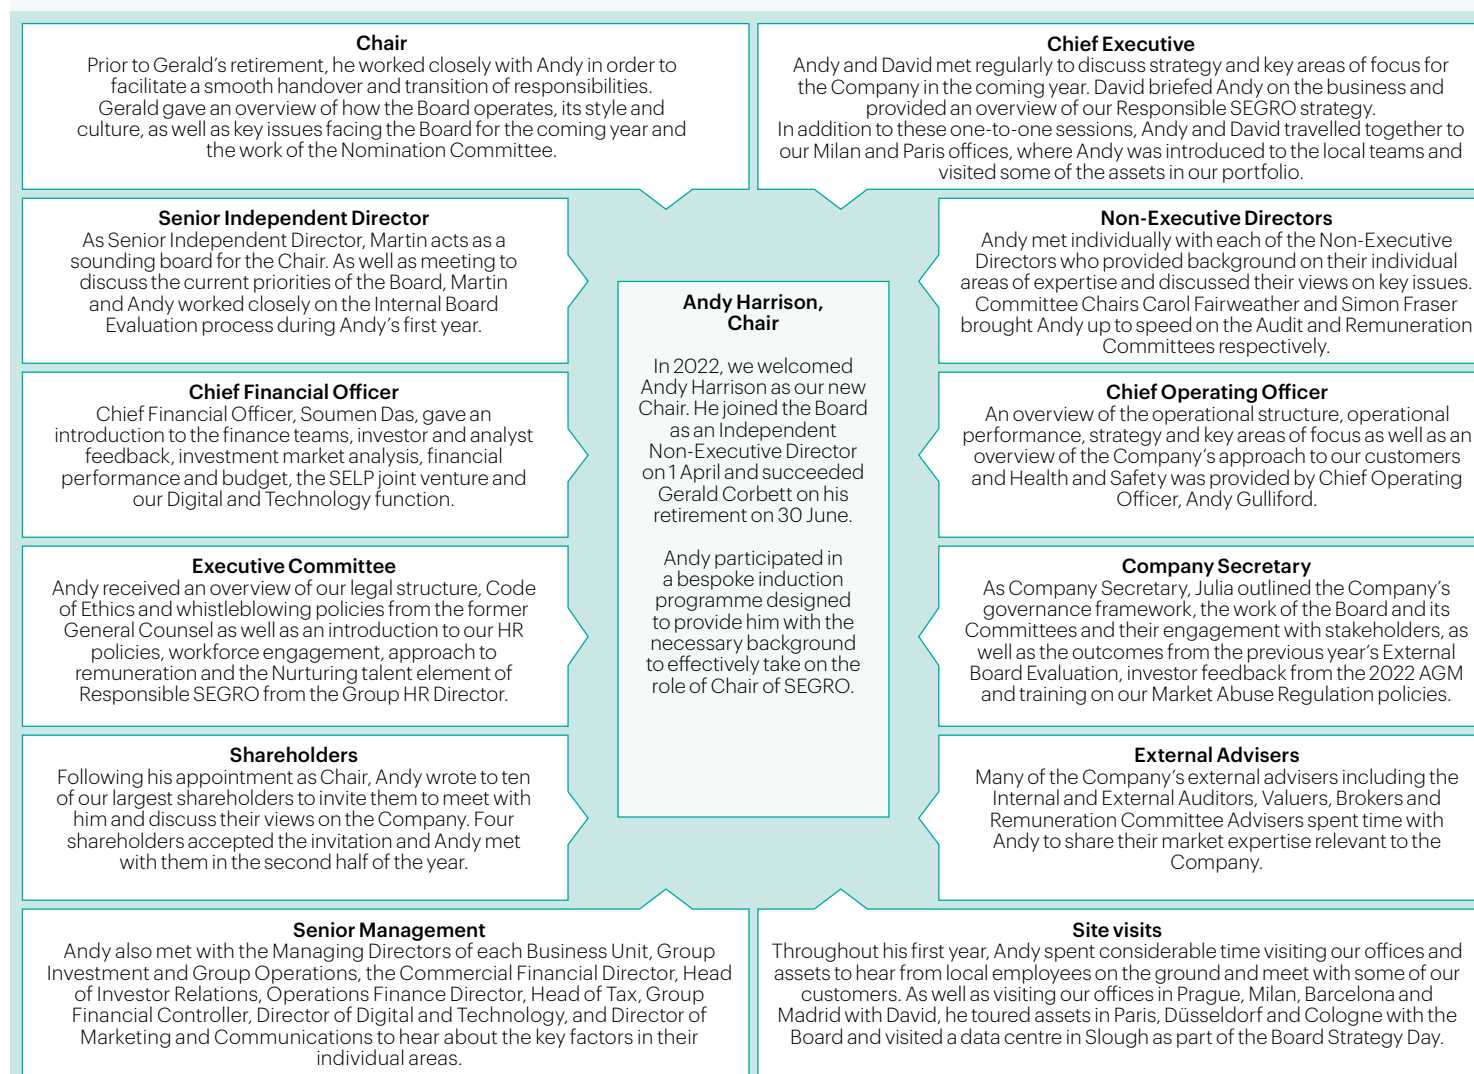 Chair
Prior to Gerald's retirement, he worked closely with Andy in order to
facilitate a smooth handover and transition of responsibilities.
Gerald gave an overview of how the Board operates, its style and
culture, as well as key issues facing the Board for the coming year and
the work of the Nomination Committee.
Chief Executive
Andy and David met regularly to discuss strategy and key areas of focus for
the Company in the coming year. David briefed Andy on the business and
provided an overview of our Responsible SEGRO strategy.
In addition to these one-to-one sessions, Andy and David travelled together to
our Milan and Paris offices, where Andy was introduced to the local teams and
visited some of the assets in our portfolio.
Senior Independent Director
As Senior Independent Director, Martin acts as a
sounding board for the Chair. As well as meeting to
discuss the current priorities of the Board, Martin
and Andy worked closely on the Internal Board
Evaluation process during Andy's first year.
Non-Executive Directors
Andy met individually with each of the Non-Executive
Directors who provided background on their individual
areas of expertise and discussed their views on key issues.
Committee Chairs Carol Fairweather and Simon Fraser
brought Andy up to speed on the Audit and Remuneration
Committees respectively.
Andy Harrison,
Chair
In 2022, we welcomed
Andy Harrison as our new
Chair. He joined the Board
as an Independent
Non-Executive Director
on 1 April and succeeded
Gerald Corbett on his
retirement on 30 June.
Andy participated in
a bespoke induction
programme designed
to provide him with the
necessary background
to effectively take on the
role of Chair of SEGRO.
Chief Financial Officer
Chief Financial Officer, Soumen Das, gave an
introduction to the finance teams, investor and analyst
feedback, investment market analysis, financial
performance and budget, the SELP joint venture and
our Digital and Technology function.
Chief Operating Officer
An overview of the operational structure, operational
performance, strategy and key areas of focus as well as an
overview of the Company's approach to our customers
and Health and Safety was provided by Chief Operating
Officer, Andy Gulliford.
Executive Committee
Andy received an overview of our legal structure, Code
of Ethics and whistleblowing policies from the former
General Counsel as well as an introduction to our HR
policies, workforce engagement, approach to
remuneration and the Nurturing talent element of
Responsible SEGRO from the Group HR Director.
Company Secretary
As Company Secretary, Julia outlined the Company's
governance framework, the work of the Board and its
Committees and their engagement with stakeholders, as
well as the outcomes from the previous year's External
Board Evaluation, investor feedback from the 2022 AGM
and training on our Market Abuse Regulation policies.
Shareholders
Following his appointment as Chair, Andy wrote to ten
of our largest shareholders to invite them to meet with
him and discuss their views on the Company. Four
shareholders accepted the invitation and Andy met
with them in the second half of the year.
External Advisers
Many of the Company's external advisers including the
Internal and External Auditors, Valuers, Brokers and
Remuneration Committee Advisers spent time with
Andy to share their market expertise relevant to the
Company.
Senior Management
Andy also met with the Managing Directors of each Business Unit, Group
Investment and Group Operations, the Commercial Financial Director, Head
of Investor Relations, Operations Finance Director, Head of Tax, Group
Financial Controller, Director of Digital and Technology, and Director of
Marketing and Communications to hear about the key factors in their
individual areas.
Site visits
Throughout his first year, Andy spent considerable time visiting our offices and
assets to hear from local employees on the ground and meet with some of our
customers. As well as visiting our offices in Prague, Milan, Barcelona and
Madrid with David, he toured assets in Paris, Düsseldorf and Cologne with the
Board and visited a data centre in Slough as part of the Board Strategy Day.